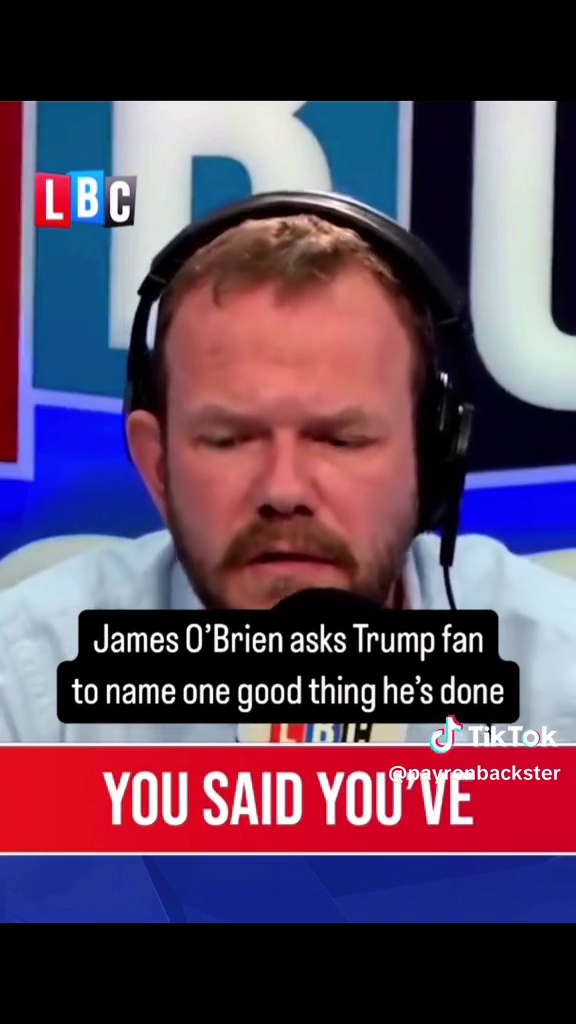 LBC
James O'Brien asks Trump fan
to name one good thing he's done
LBC
TikTok
@payronbackster
YOU SAID YOU'VE